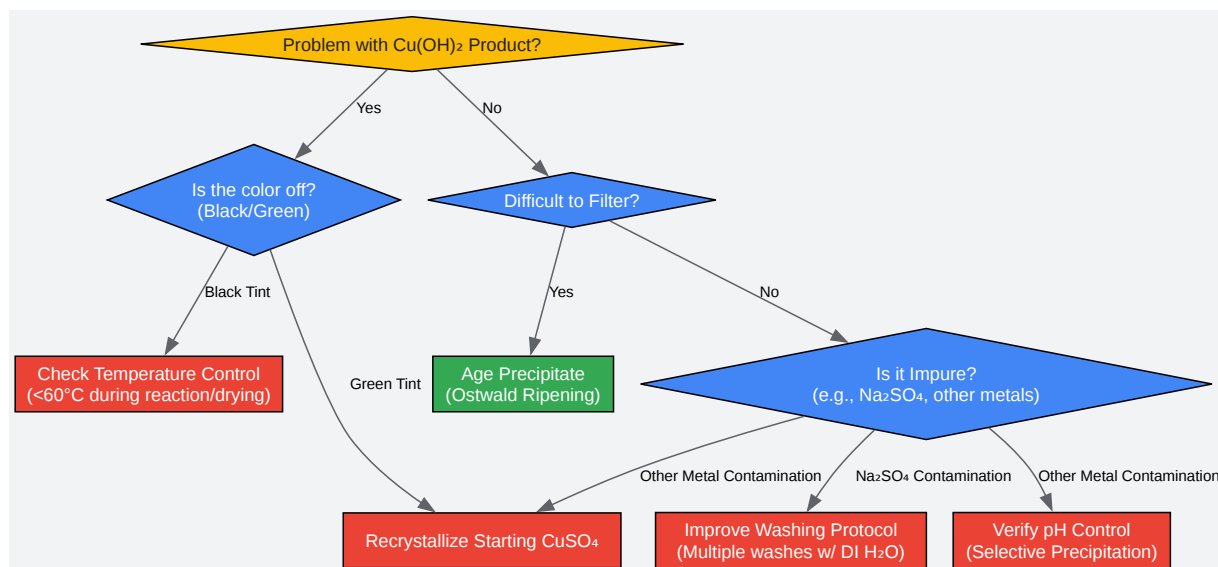 Problem with Cu(OH)₂ Product?
Yes
No
Is the color off?
(Black/Green)
Difficult to Filter?
Black Tint
Yes
No
Check Temperature Control
(<60°C during reaction/drying)
Green Tint
Age Precipitate
(Ostwald Ripening)
Is it Impure?
(e.g., Na₂SO₄, other metals)
Other Metal Contamination
Na₂SO₄ Contamination
Other Metal Contamination
Recrystallize Starting CuSO₄
Improve Washing Protocol
(Multiple washes w/ DI H₂O)
Verify pH Control
(Selective Precipitation)